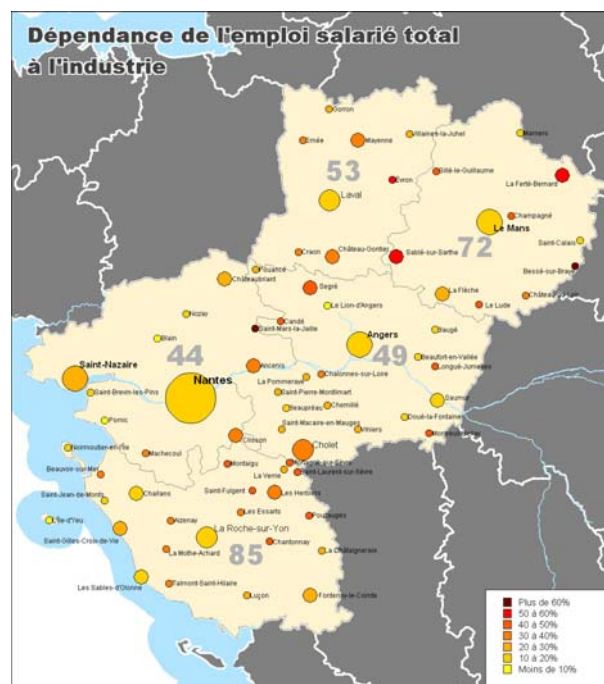 Dépendance de l'emploi salarié total
à l'industrie
Gorron
Ernée
Mayenne
Villaines-la-Juhel
Mamers
53
Evron
Sillé-le-Guillaume
La Ferté-Bernard
Laval
Champagné
Le Mans
72
Saint-Calais
Craon
Château-Gontier
Sablé-sur-Sarthe
Bessé-sur-Braye
Pouancé
Châteaubriant
Segré
La Flèche
Le Lude
Le Lion d'Angers
Nozay
Candé
Saint-Mars-la-Jaille
Blain
Angers
Baugé
44
49
Beaufort-en-Vallée
Longué-Jumelles
Saint-Nazaire
Ancenis
Chalonnes-sur-Loire
La Pommeraye
Nantes
Saint-Brevin-les-Pins
Saint-Pierre-Montlimart
Saumur
Beaupréau
Chemillé
Pornic
Doué-la-Fontaine
Saint-Macaire-en-Mauges
Vihiers
Clisson
Noirmoutier-en-l'Île
Machecoul
Cholet
Beauvoir-sur-Mer
Montaigu
La Verrie
Saint-Laurent-sur-Sèvre
Saint-Jean-de-Monts
Challans
Saint-Fulgent
Les Herbiers
L'Île-d'Yeu
Les Essarts
Pouzauges
Aizenay
Saint-Gilles-Croix-de-Vie
La Roche-sur-Yon
Chantonnay
La Mothe-Achard
85
La Châtaigneraie
Les Sables-d'Olonne
Talmont-Saint-Hilaire
Luçon
Fontenay-le-Comte
Plus de 60%
50 à 60%
40 à 50%
30 à 40%
20 à 30%
10 à 20%
Moins de 10%